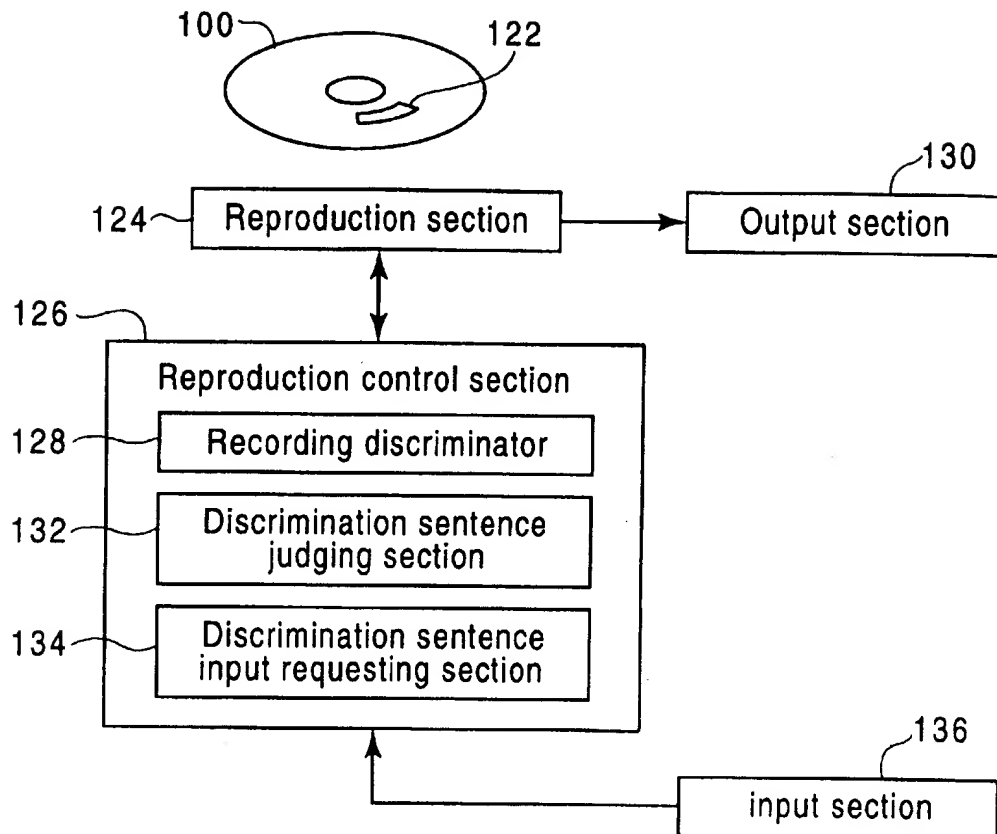 100
122
130
124
Reproduction section
Output section
126
Reproduction control section
128
Recording discriminator
132
Discrimination sentence
judging section
134
Discrimination sentence
input requesting section
136
input section